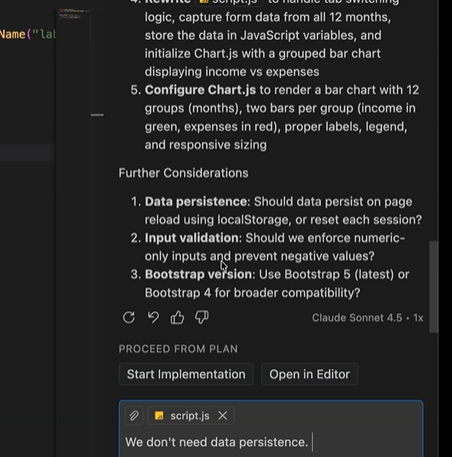 4. Rewrite script.js to handle tab switching
logic, capture form data from all 12 months,
store the data in JavaScript variables, and
initialize Chart.js with a grouped bar chart
displaying income vs expenses
5. Configure Chart.js to render a bar chart with 12
groups (months), two bars per group (income in
green, expenses in red), proper labels, legend,
and responsive sizing
Further Considerations
1. Data persistence: Should data persist on page
reload using localStorage, or reset each session?
2. Input validation: Should we enforce numeric-
only inputs and prevent negative values?
3. Bootstrap version: Use Bootstrap 5 (latest) or
Bootstrap 4 for broader compatibility?
Claude Sonnet 4.5 • 1x
PROCEED FROM PLAN
Start Implementation
Open in Editor
script.js
We don't need data persistence.
Name("lab